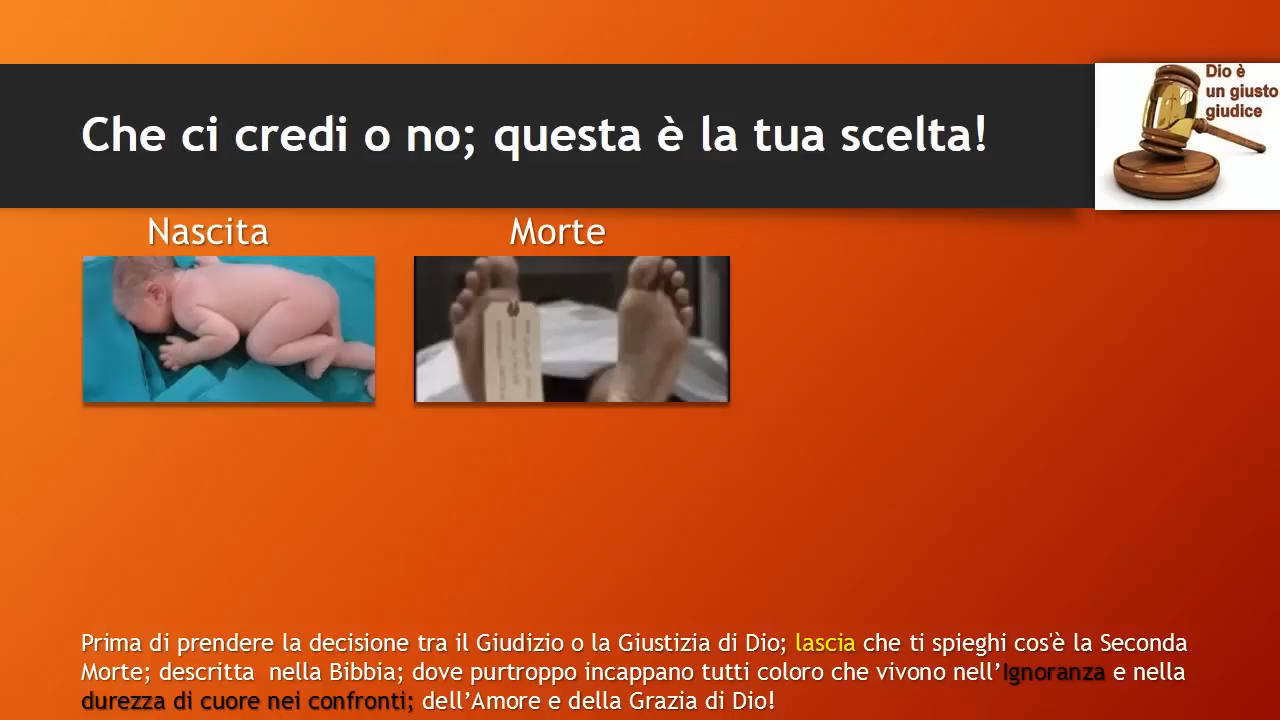 Che ci credi o no; questa è la tua scelta!
Dio è
un giusto
giudice
Nascita
Morte
Prima di prendere la decisione tra il Giudizio o la Giustizia di Dio; lascia che ti spieghi cos'è la Seconda
Morte; descritta  nella Bibbia; dove purtroppo incappano tutti coloro che vivono nell’Ignoranza e nella
durezza di cuore nei confronti; dell’Amore e della Grazia di Dio!